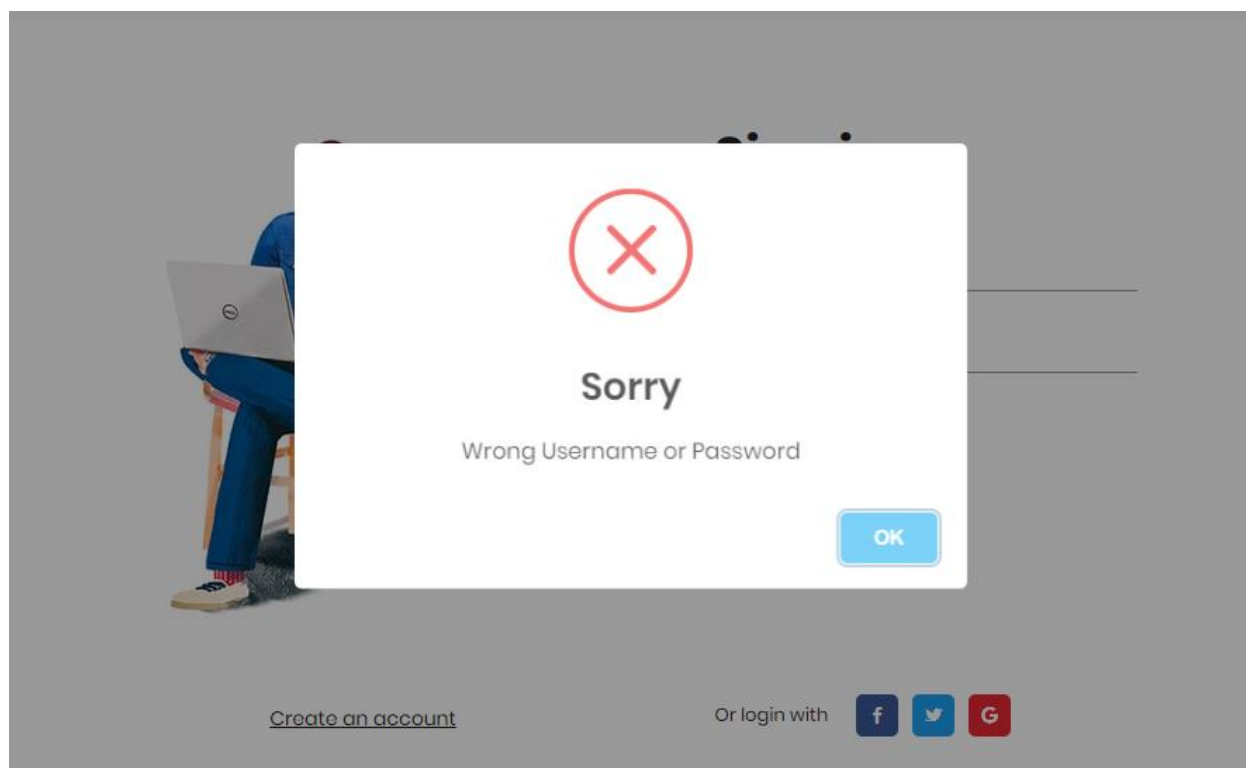 Sorry
Wrong Username or Password
OK
Create an account
Or login with
f
G